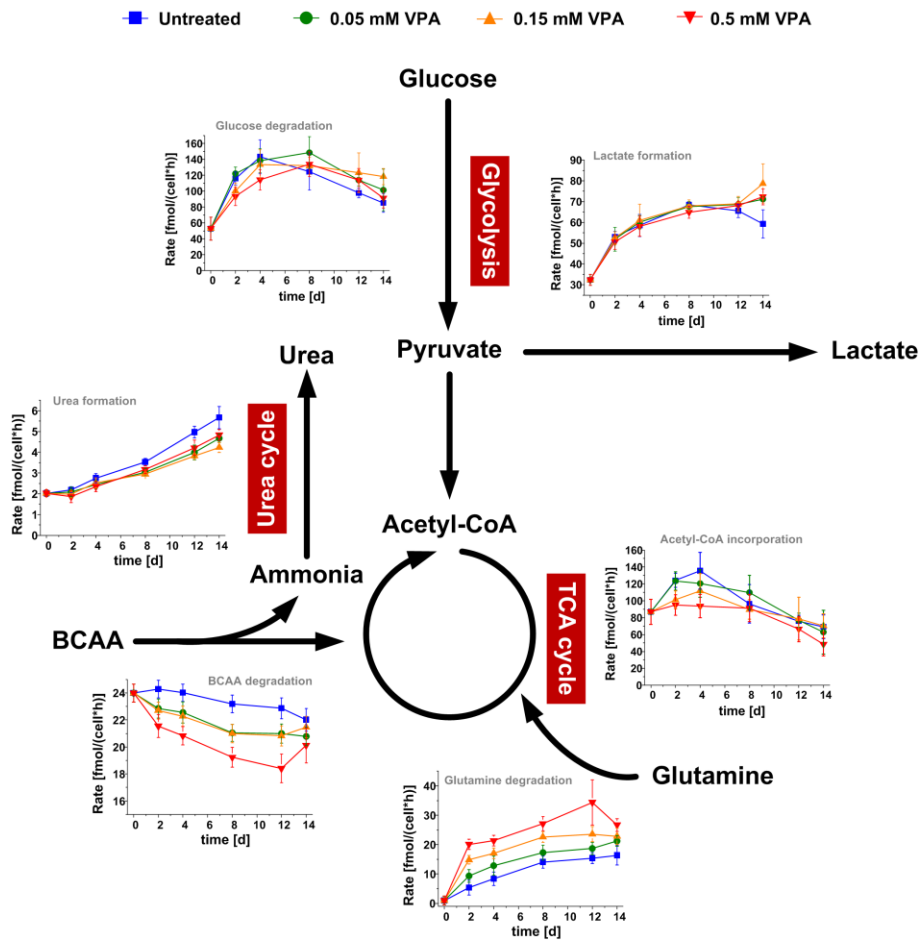 Untreated
0.05 mM VPA
0.15 mM VPA
0.5 mM VPA
Glucose
Glucose degradation
Rate [fmol/(cell*h)]
160
140
120
100
80
60
40
20
0
0 2 4 6 8 10 12 14
time [d]
Glycolysis
Lactate formation
Rate [fmol/(cell*h)]
90
80
70
60
50
40
30
0 2 4 6 8 10 12 14
time [d]
Urea
Pyruvate
Lactate
Urea formation
Rate [fmol/(cell*h)]
6
5
4
3
2
1
0
0 2 4 6 8 10 12 14
time [d]
Urea cycle
Acetyl-CoA
Ammonia
BCAA
TCA cycle
Acetyl-CoA incorporation
Rate [fmol/(cell*h)]
160
140
120
100
80
60
40
20
0
0 2 4 6 8 10 12 14
time [d]
BCAA degradation
Rate [fmol/(cell*h)]
24
22
20
18
16
0 2 4 6 8 10 12 14
time [d]
Glutamine
Glutamine degradation
Rate [fmol/(cell*h)]
40
30
20
10
0
0 2 4 6 8 10 12 14
time [d]